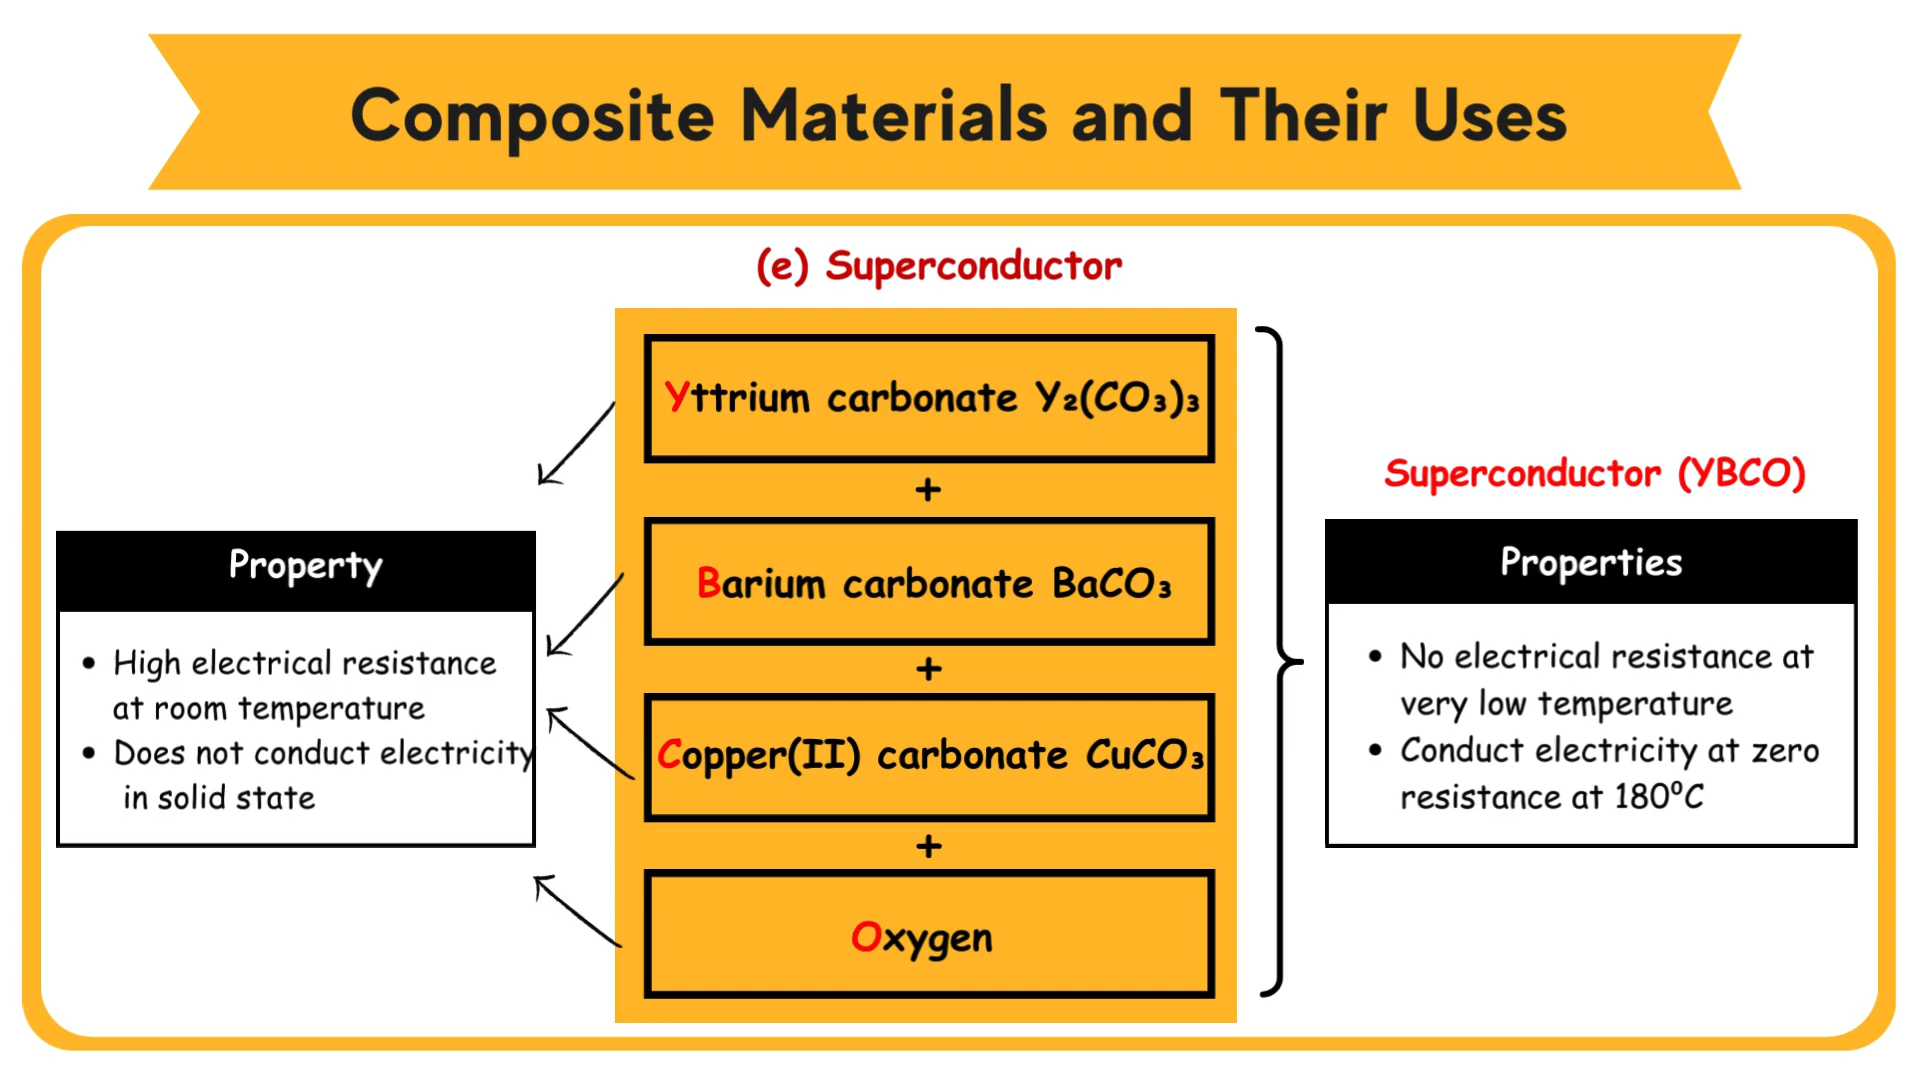 Composite Materials and Their Uses
(e) Superconductor
Yttrium carbonate Y₂(CO₃)₃
+
Barium carbonate BaCO₃
+
Copper(II) carbonate CuCO₃
+
Oxygen
Property
• High electrical resistance
at room temperature
• Does not conduct electricity
in solid state
Superconductor (YBCO)
Properties
• No electrical resistance at
very low temperature
• Conduct electricity at zero
resistance at 180⁰C